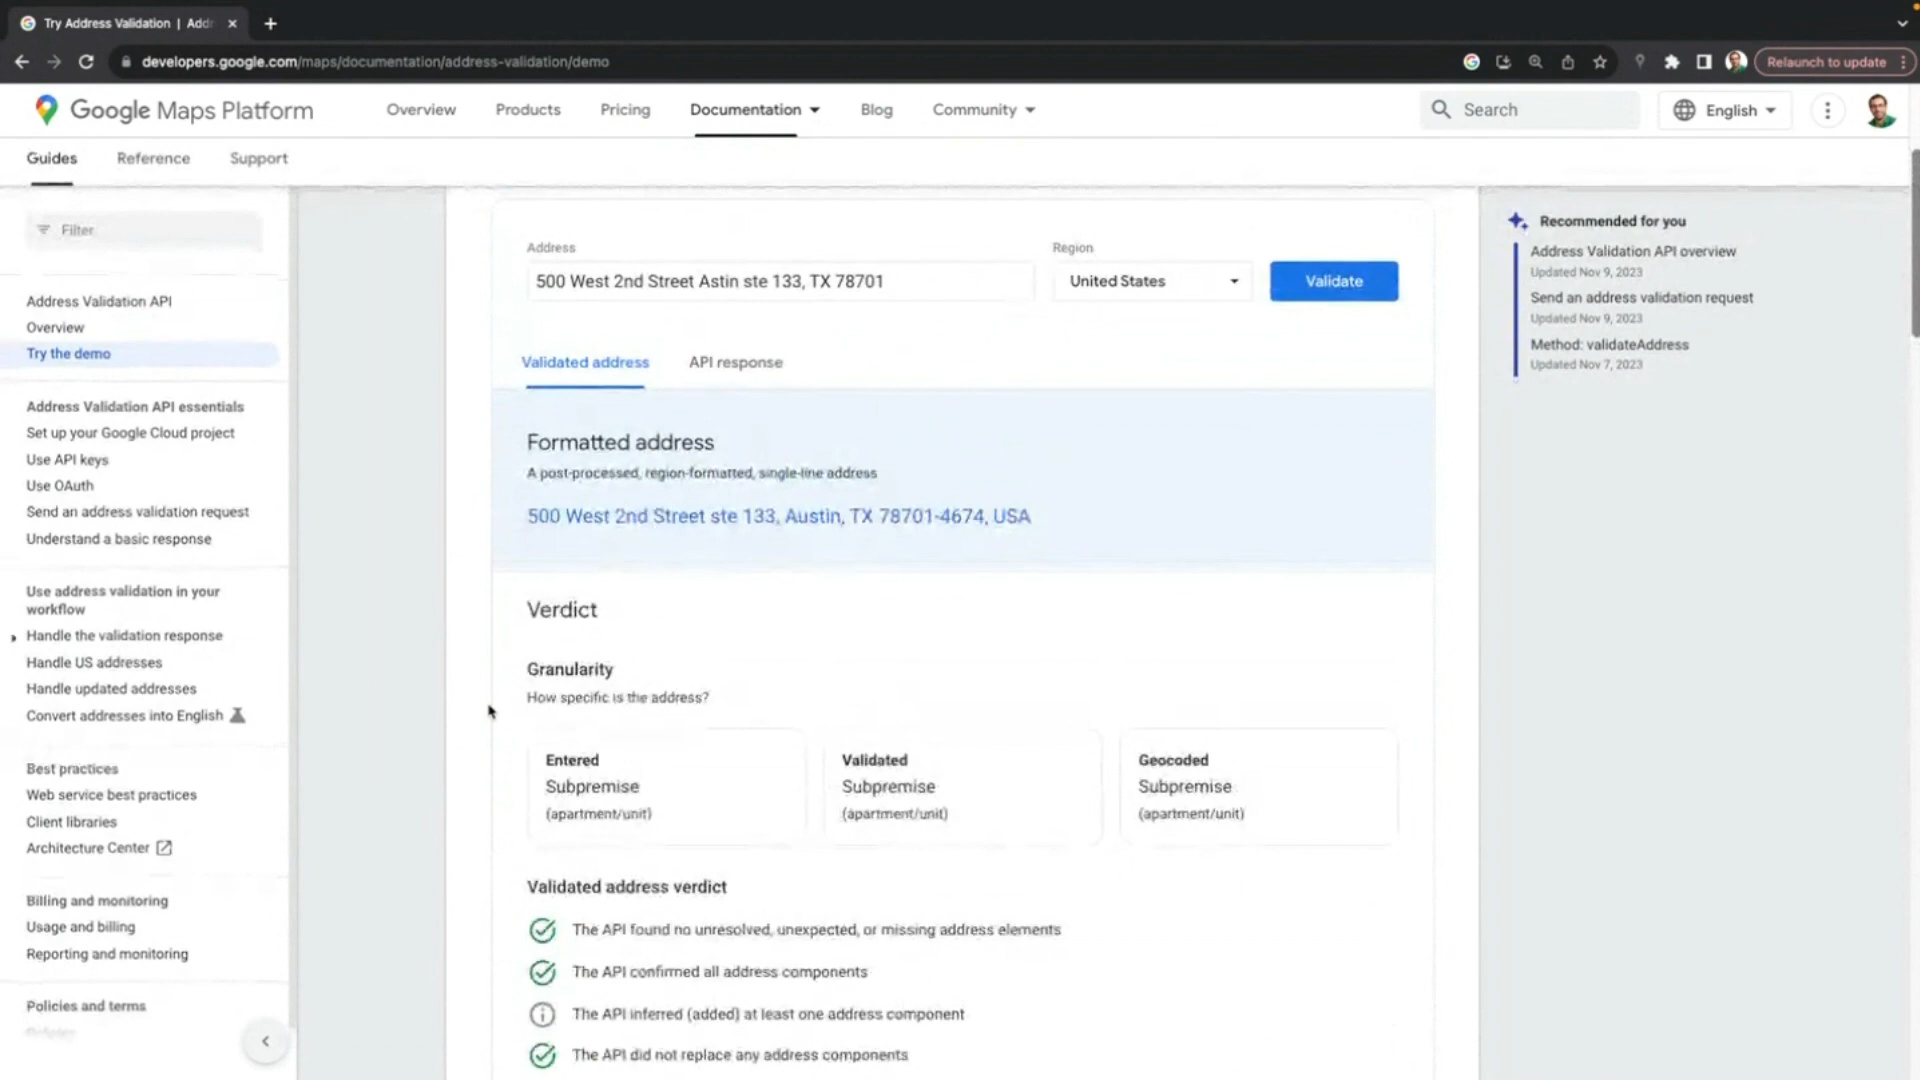 Try Address Validation | Add
developers.google.com/maps/documentation/address-validation/demo
Relaunch to update
Google Maps Platform
Overview
Products
Pricing
Documentation
Blog
Community
Search
English
Guides
Reference
Support
Filter
Address Validation API
Overview
Try the demo
Address Validation API essentials
Set up your Google Cloud project
Use API keys
Use OAuth
Send an address validation request
Understand a basic response
Use address validation in your
workflow
Handle the validation response
Handle US addresses
Handle updated addresses
Convert addresses into English
Best practices
Web service best practices
Client libraries
Architecture Center
Billing and monitoring
Usage and billing
Reporting and monitoring
Policies and terms
Policies
Address
500 West 2nd Street Astin ste 133, TX 78701
Region
United States
Validate
Validated address
API response
Formatted address
A post-processed, region-formatted, single-line address
500 West 2nd Street ste 133, Austin, TX 78701-4674, USA
Verdict
Granularity
How specific is the address?
Entered
Subpremise
(apartment/unit)
Validated
Subpremise
(apartment/unit)
Geocoded
Subpremise
(apartment/unit)
Validated address verdict
The API found no unresolved, unexpected, or missing address elements
The API confirmed all address components
The API inferred (added) at least one address component
The API did not replace any address components
Recommended for you
Address Validation API overview
Updated Nov 9, 2023
Send an address validation request
Updated Nov 9, 2023
Method: validateAddress
Updated Nov 7, 2023